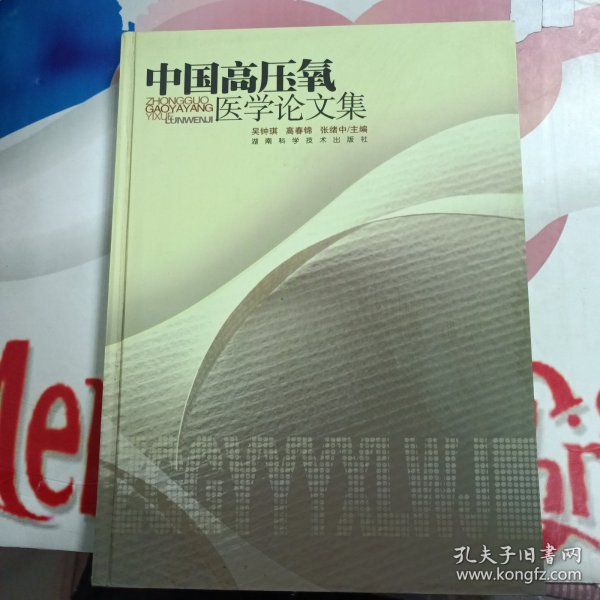 中国高压氧
ZHONGGUO
GAOYAYANG
YIXUE
LUNWENJI
医学论文集
吴钟琪 高春锦 张绪中/主编
湖南科学技术出版社
GYYYXLWJ
孔夫子旧书网
www.kongfz.com